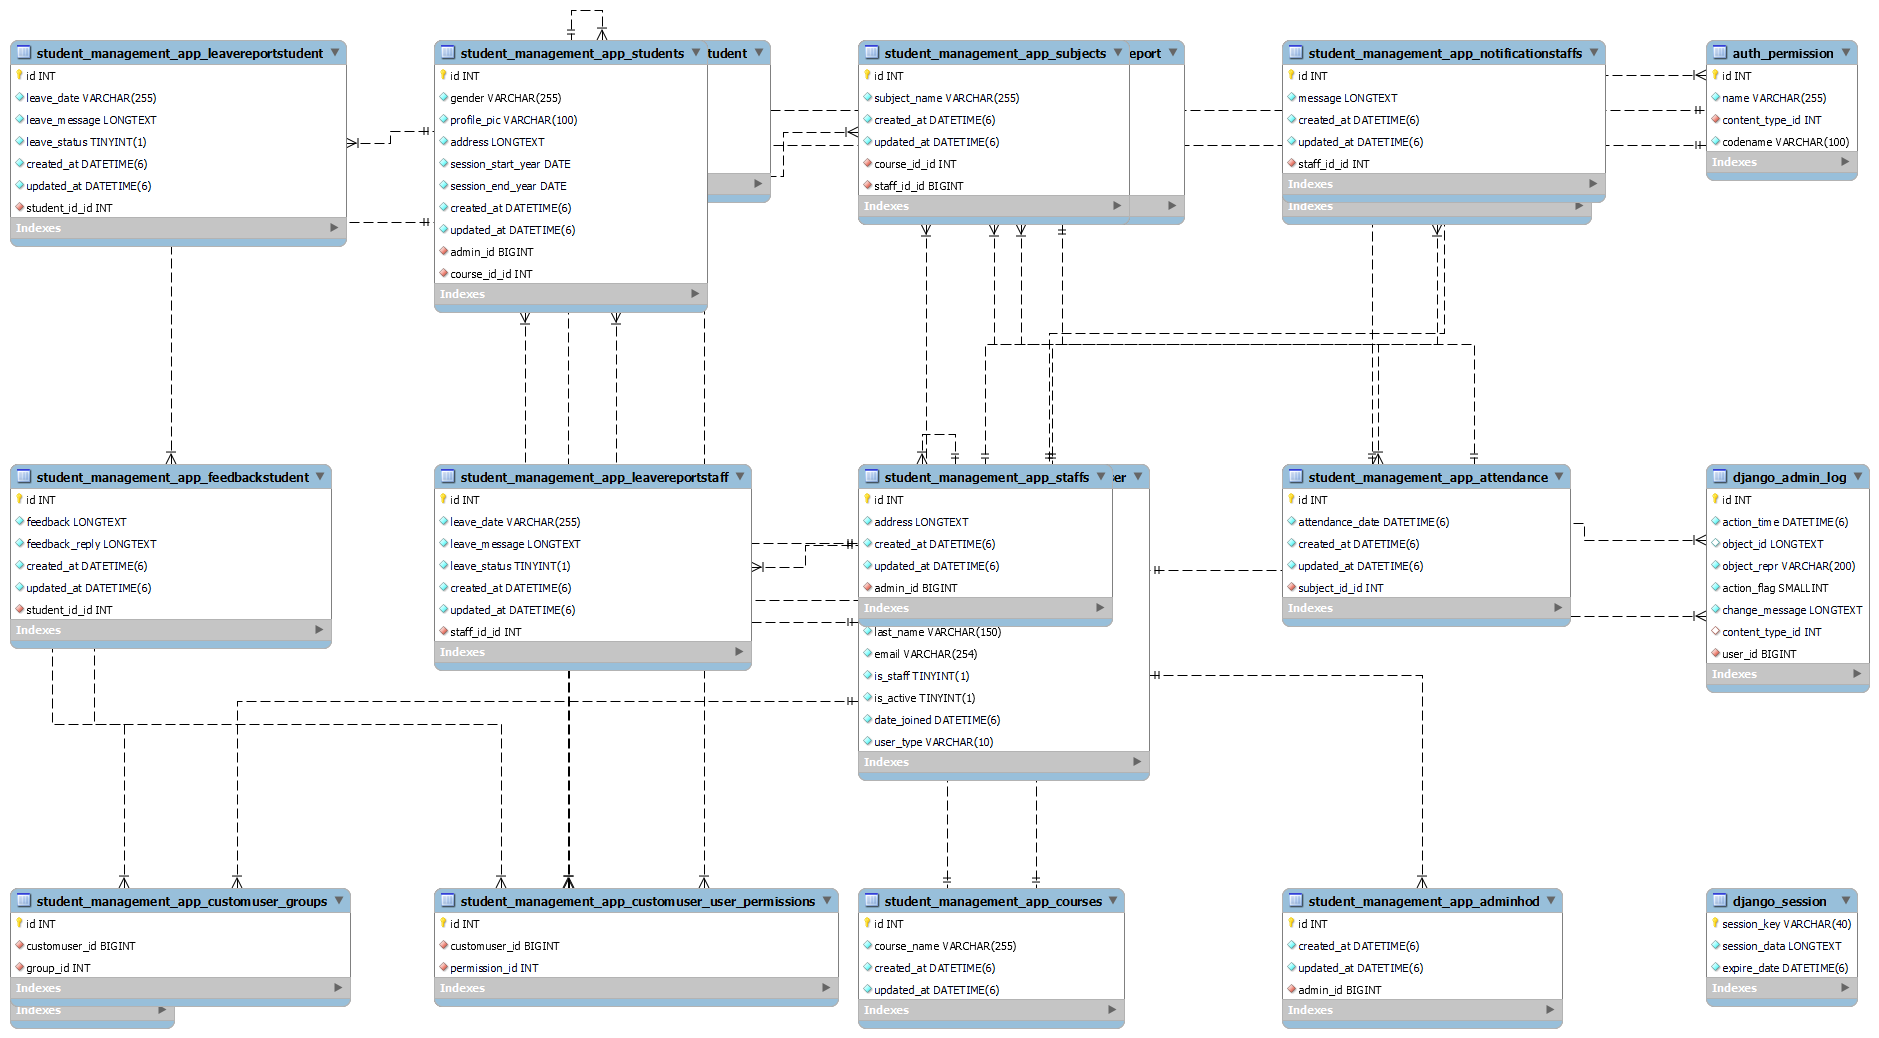 student_management_app_leavereportstudent
id INT
leave_date VARCHAR(255)
leave_message LONGTEXT
leave_status TINYINT(1)
created_at DATETIME(6)
updated_at DATETIME(6)
student_id_id INT
Indexes
student_management_app_students
id INT
gender VARCHAR(255)
profile_pic VARCHAR(100)
address LONGTEXT
session_start_year DATE
session_end_year DATE
created_at DATETIME(6)
updated_at DATETIME(6)
admin_id BIGINT
course_id_id INT
Indexes
tudent
student_management_app_subjects
id INT
subject_name VARCHAR(255)
created_at DATETIME(6)
updated_at DATETIME(6)
course_id_id INT
staff_id_id BIGINT
Indexes
eport
student_management_app_notificationstaffs
id INT
message LONGTEXT
created_at DATETIME(6)
updated_at DATETIME(6)
staff_id_id INT
Indexes
Indexes
auth_permission
id INT
name VARCHAR(255)
content_type_id INT
codename VARCHAR(100)
Indexes
student_management_app_feedbackstudent
id INT
feedback LONGTEXT
feedback_reply LONGTEXT
created_at DATETIME(6)
updated_at DATETIME(6)
student_id_id INT
Indexes
student_management_app_leavereportstaff
id INT
leave_date VARCHAR(255)
leave_message LONGTEXT
leave_status TINYINT(1)
created_at DATETIME(6)
updated_at DATETIME(6)
staff_id_id INT
Indexes
student_management_app_staffs
id INT
address LONGTEXT
created_at DATETIME(6)
updated_at DATETIME(6)
admin_id BIGINT
Indexes
ser
last_name VARCHAR(150)
email VARCHAR(254)
is_staff TINYINT(1)
is_active TINYINT(1)
date_joined DATETIME(6)
user_type VARCHAR(10)
Indexes
student_management_app_attendance
id INT
attendance_date DATETIME(6)
created_at DATETIME(6)
updated_at DATETIME(6)
subject_id_id INT
Indexes
django_admin_log
id INT
action_time DATETIME(6)
object_id LONGTEXT
object_repr VARCHAR(200)
action_flag SMALLINT
change_message LONGTEXT
content_type_id INT
user_id BIGINT
Indexes
student_management_app_customuser_groups
id INT
customuser_id BIGINT
group_id INT
Indexes
Indexes
student_management_app_customuser_user_permissions
id INT
customuser_id BIGINT
permission_id INT
Indexes
student_management_app_courses
id INT
course_name VARCHAR(255)
created_at DATETIME(6)
updated_at DATETIME(6)
Indexes
student_management_app_adminhod
id INT
created_at DATETIME(6)
updated_at DATETIME(6)
admin_id BIGINT
Indexes
django_session
session_key VARCHAR(40)
session_data LONGTEXT
expire_date DATETIME(6)
Indexes